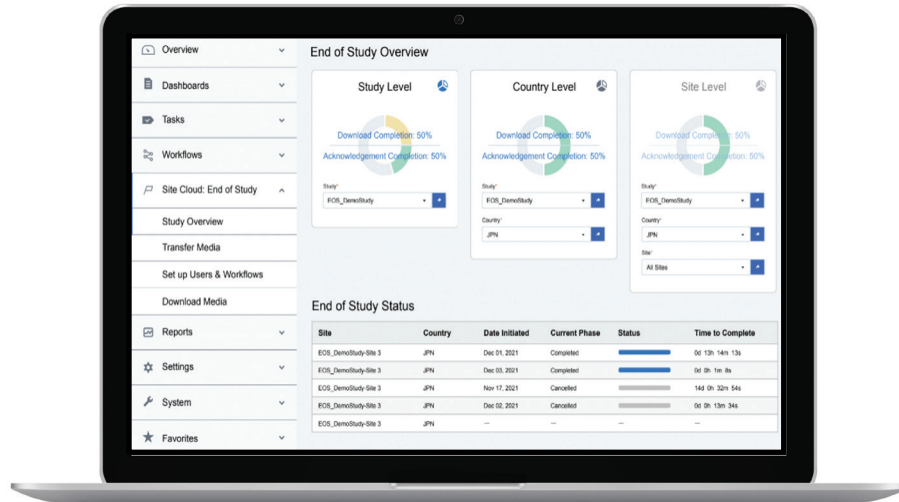 Overview
Dashboards
Tasks
Workflows
Site Cloud: End of Study
Study Overview
Transfer Media
Set up Users & Workflows
Download Media
Reports
Settings
System
Favorites
End of Study Overview
Study Level
Download Completion: 50%
Acknowledgement Completion: 50%
Study*
EOS_DemoStudy
Country Level
Download Completion: 50%
Acknowledgement Completion: 50%
Study*
EOS_DemoStudy
Country*
JPN
Site Level
Download Completion: 50%
Acknowledgement Completion: 50%
Study*
EOS_DemoStudy
Country*
JPN
Site*
All Sites
End of Study Status
Site Country Date Initiated Current Phase Status Time to Complete
EOS_DemoStudy-Site 3 JPN Dec 01, 2021 Completed 0d 13h 14m 13s
EOS_DemoStudy-Site 3 JPN Dec 03, 2021 Completed 0d 0h 1m 8s
EOS_DemoStudy-Site 3 JPN Nov 17, 2021 Cancelled 14d 0h 32m 54s
EOS_DemoStudy-Site 3 JPN Dec 02, 2021 Cancelled 0d 0h 13m 34s
EOS_DemoStudy-Site 3 JPN — — — —